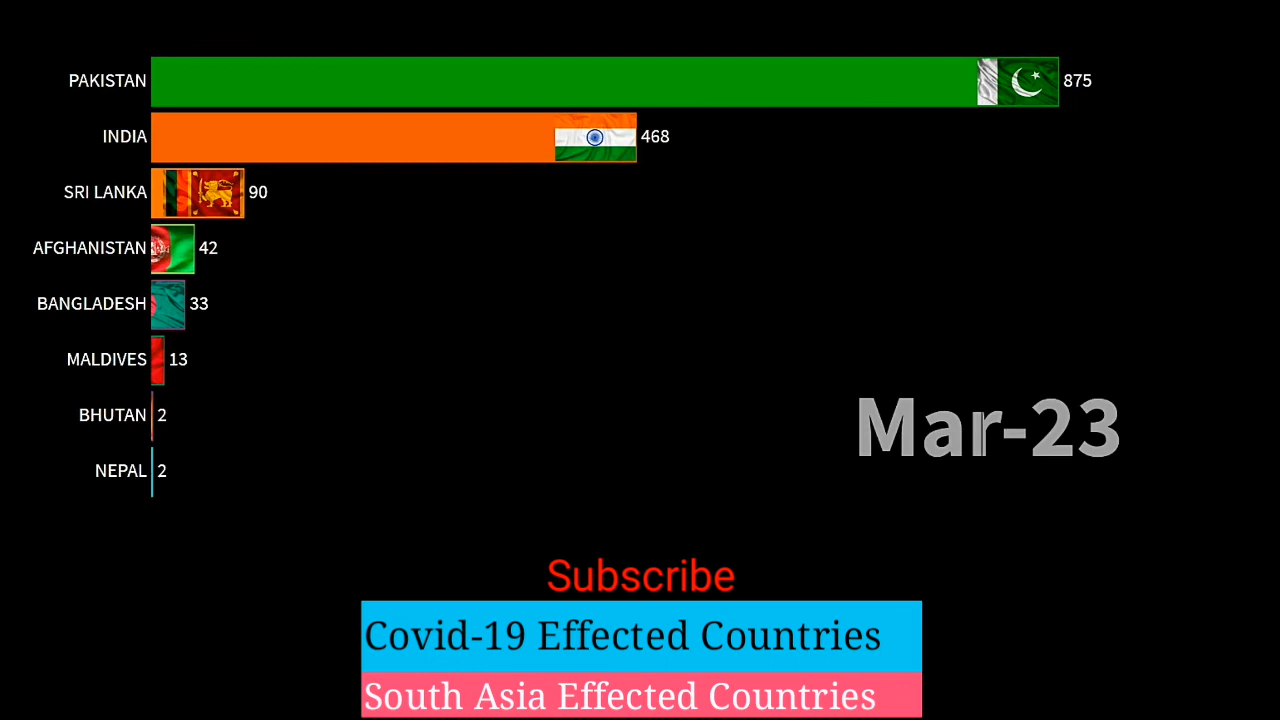 PAKISTAN 875
INDIA 468
SRI LANKA 90
AFGHANISTAN 42
BANGLADESH 33
MALDIVES 13
BHUTAN 2
NEPAL 2
Mar-23
Subscribe
Covid-19 Effected Countries
South Asia Effected Countries